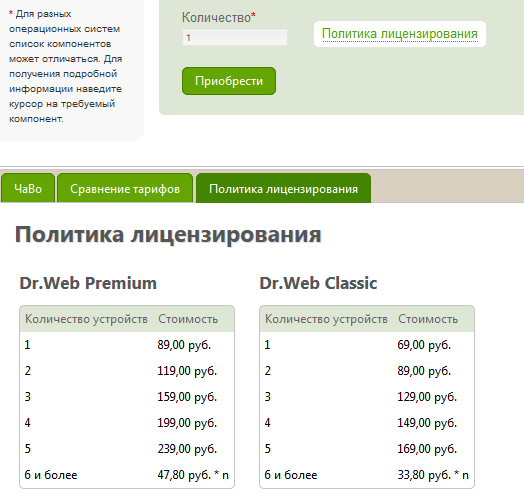 * Для разных
операционных систем
список компонентов
может отличаться. Для
получения подробной
информации наведите
курсор на требуемый
компонент.
Количество*
1
Политика лицензирования
Приобрести
ЧаВо
Сравнение тарифов
Политика лицензирования
Политика лицензирования
Dr.Web Premium
Количество устройств Стоимость
1 89,00 руб.
2 119,00 руб.
3 159,00 руб.
4 199,00 руб.
5 239,00 руб.
6 и более 47,80 руб. * n
Dr.Web Classic
Количество устройств Стоимость
1 69,00 руб.
2 89,00 руб.
3 129,00 руб.
4 149,00 руб.
5 169,00 руб.
6 и более 33,80 руб. * n